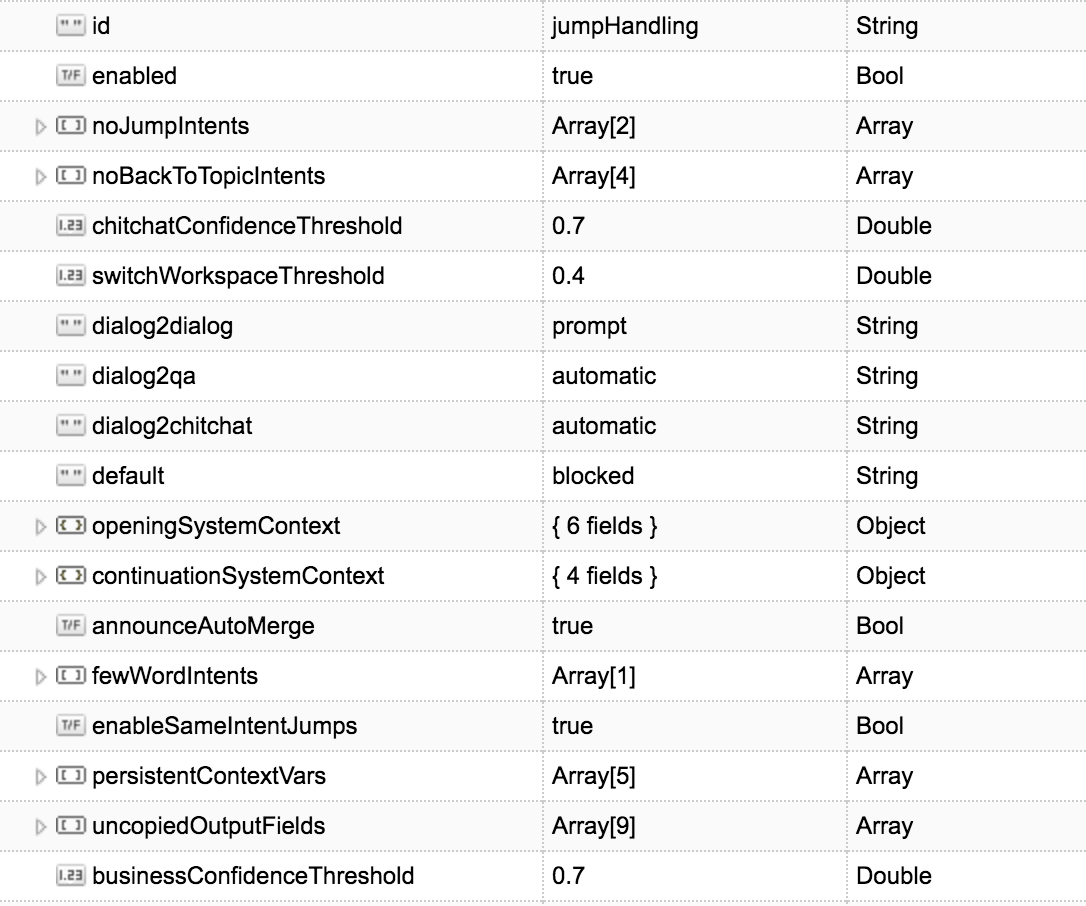 "" id jumpHandling String
T/F enabled true Bool
[ ] noJumpIntents Array[2] Array
[ ] noBackToTopicIntents Array[4] Array
1.23 chitchatConfidenceThreshold 0.7 Double
1.23 switchWorkspaceThreshold 0.4 Double
"" dialog2dialog prompt String
"" dialog2qa automatic String
"" dialog2chitchat automatic String
"" default blocked String
{ } openingSystemContext { 6 fields } Object
{ } continuationSystemContext { 4 fields } Object
T/F announceAutoMerge true Bool
[ ] fewWordIntents Array[1] Array
T/F enableSameIntentJumps true Bool
[ ] persistentContextVars Array[5] Array
[ ] uncopiedOutputFields Array[9] Array
1.23 businessConfidenceThreshold 0.7 Double